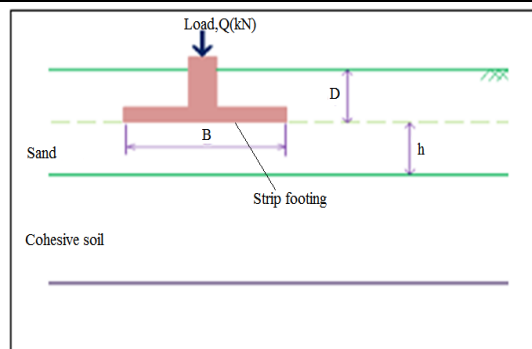 Load,Q(kN)
D
B
h
Sand
Strip footing
Cohesive soil